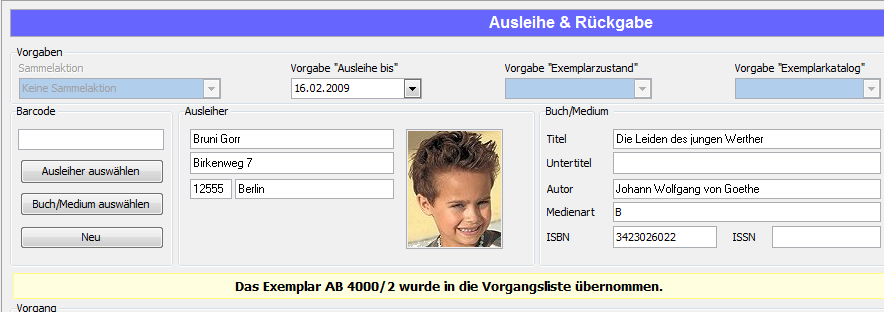 Ausleihe & Rückgabe
Vorgaben
Sammelaktion
Vorgabe "Ausleihe bis"
Vorgabe "Exemplarzustand"
Vorgabe "Exemplarkatalog"
Keine Sammelaktion
16.02.2009
Barcode
Ausleiher
Buch/Medium
Bruni Gorr
Titel
Die Leiden des jungen Werther
Ausleiher auswählen
Birkenweg 7
Untertitel
12555
Berlin
Autor
Johann Wolfgang von Goethe
Buch/Medium auswählen
Medienart
B
Neu
ISBN
3423026022
ISSN
Das Exemplar AB 4000/2 wurde in die Vorgangsliste übernommen.
Vorgang